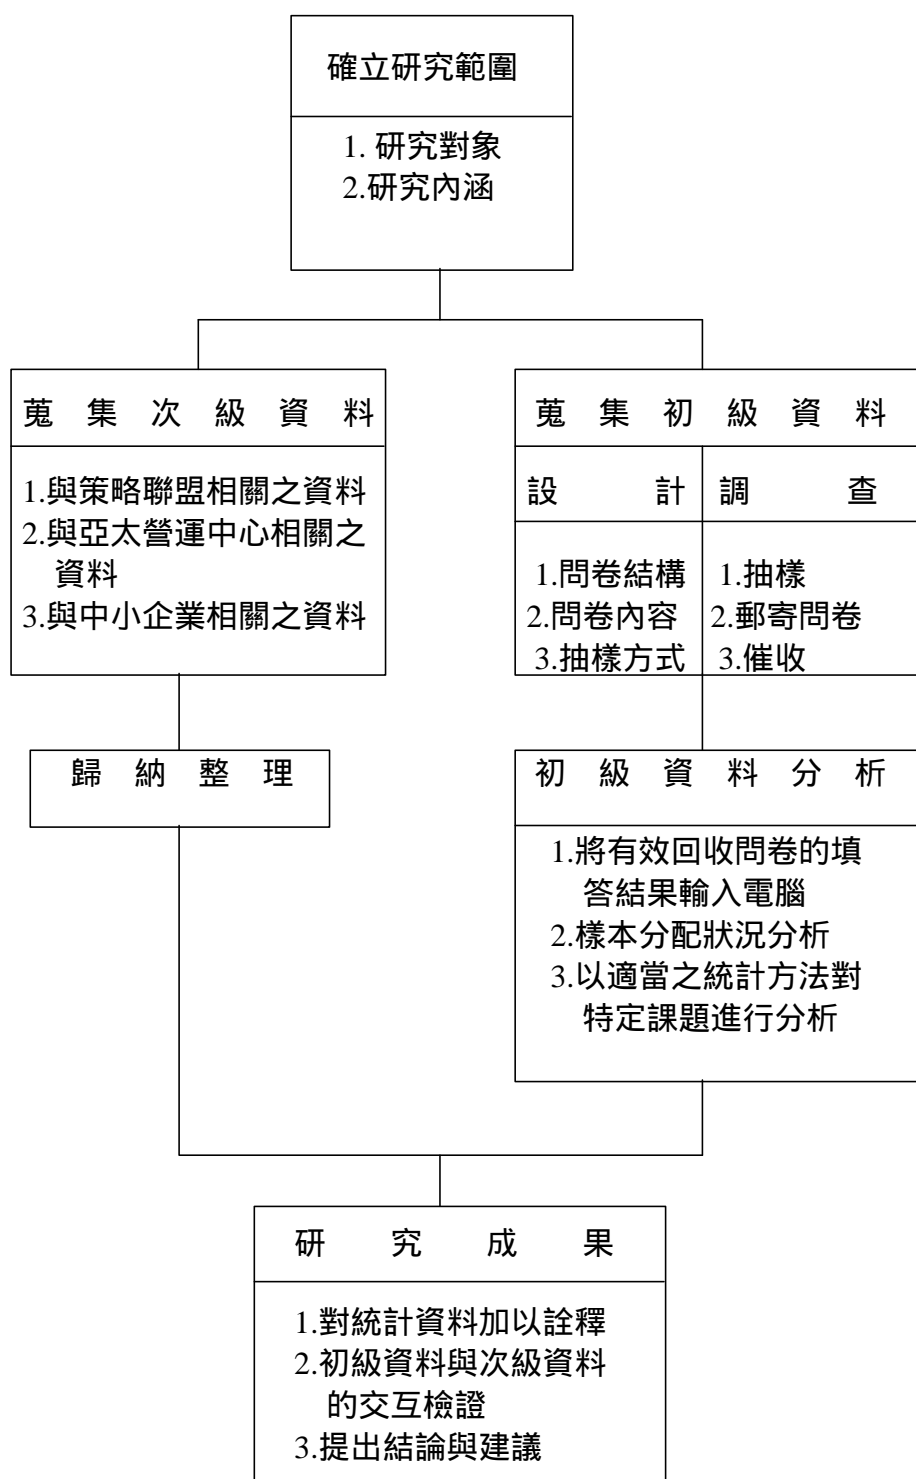 確立研究範圍
1. 研究對象
2.研究內涵
蒐集次級資料
1.與策略聯盟相關之資料
2.與亞太營運中心相關之
資料
3.與中小企業相關之資料
蒐集初級資料
設計
1.問卷結構
2.問卷內容
3.抽樣方式
調查
1.抽樣
2.郵寄問卷
3.催收
歸納整理
初級資料分析
1.將有效回收問卷的填
答結果輸入電腦
2.樣本分配狀況分析
3.以適當之統計方法對
特定課題進行分析
研究成果
1.對統計資料加以詮釋
2.初級資料與次級資料
的交互檢證
3.提出結論與建議